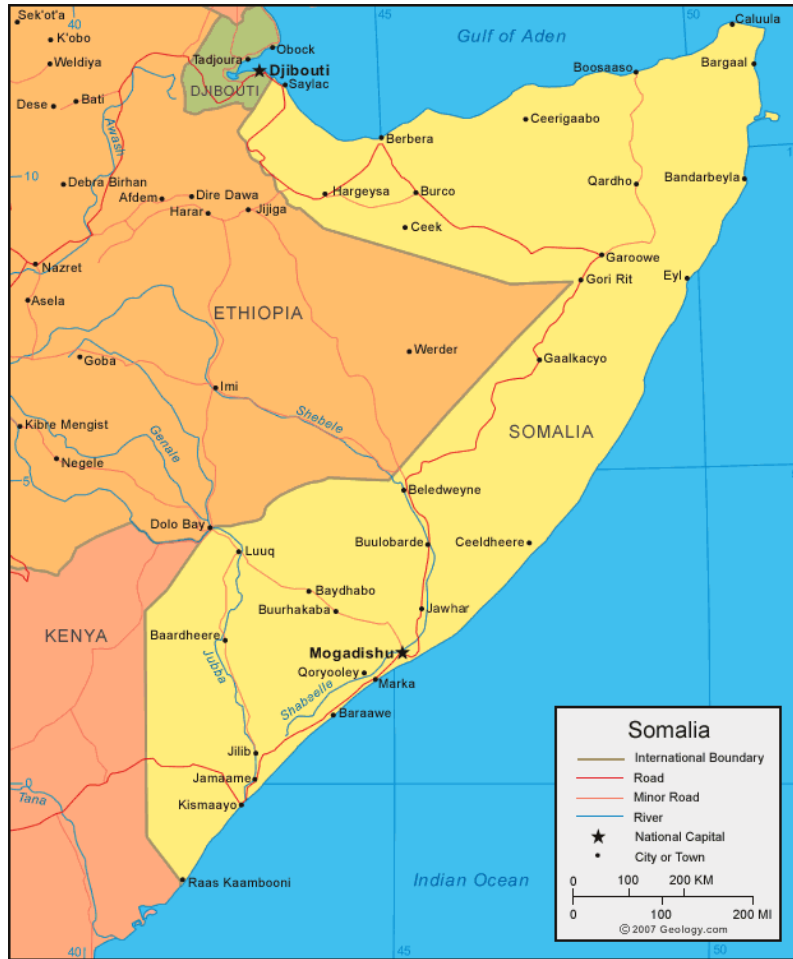 40
45
50
Sek'ot'a
K'obo
Weldiya
Dese
Bati
Awash
Tadjoura
Obock
Djibouti
DJIBOUTI
Saylac
Gulf of Aden
Caluula
Bargaal
Boosaaso
Ceerigaabo
Berbera
10
Debra Birhan
Afdem
Dire Dawa
Harar
Jijiga
Hargeysa
Burco
Ceek
Qardho
Bandarbeyla
Nazret
Asela
Garoowe
Gori Rit
Eyl
ETHIOPIA
Werder
Gaalkacyo
Goba
Imi
Shebele
SOMALIA
Kibre Mengist
Genale
Negele
5
Beledweyne
Dolo Bay
Luuq
Buulobarde
Ceeldheere
Baydhabo
Buurhakaba
Jawhar
KENYA
Baardheere
Jubba
Mogadishu
Qoryooley
Marka
Shabaelle
Baraawe
Jilib
Jamaame
0
Kismaayo
Tana
Raas Kaambooni
Indian Ocean
40
45
50
Somalia
International Boundary
Road
Minor Road
River
National Capital
City or Town
0 100 200 KM
0 100 200 MI
© 2007 Geology.com